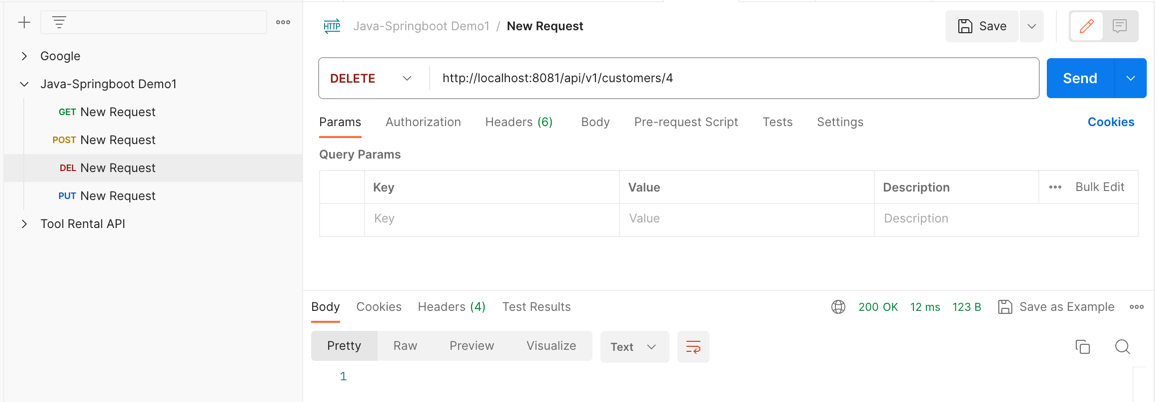 Java-Springboot Demo1 / New Request
Save
Google
Java-Springboot Demo1
GET New Request
POST New Request
DEL New Request
PUT New Request
Tool Rental API
DELETE http://localhost:8081/api/v1/customers/4 Send
Params Authorization Headers (6) Body Pre-request Script Tests Settings Cookies
Query Params
Key Value Description Bulk Edit
Key Value Description
Body Cookies Headers (4) Test Results 200 OK 12 ms 123 B Save as Example
Pretty Raw Preview Visualize Text
1